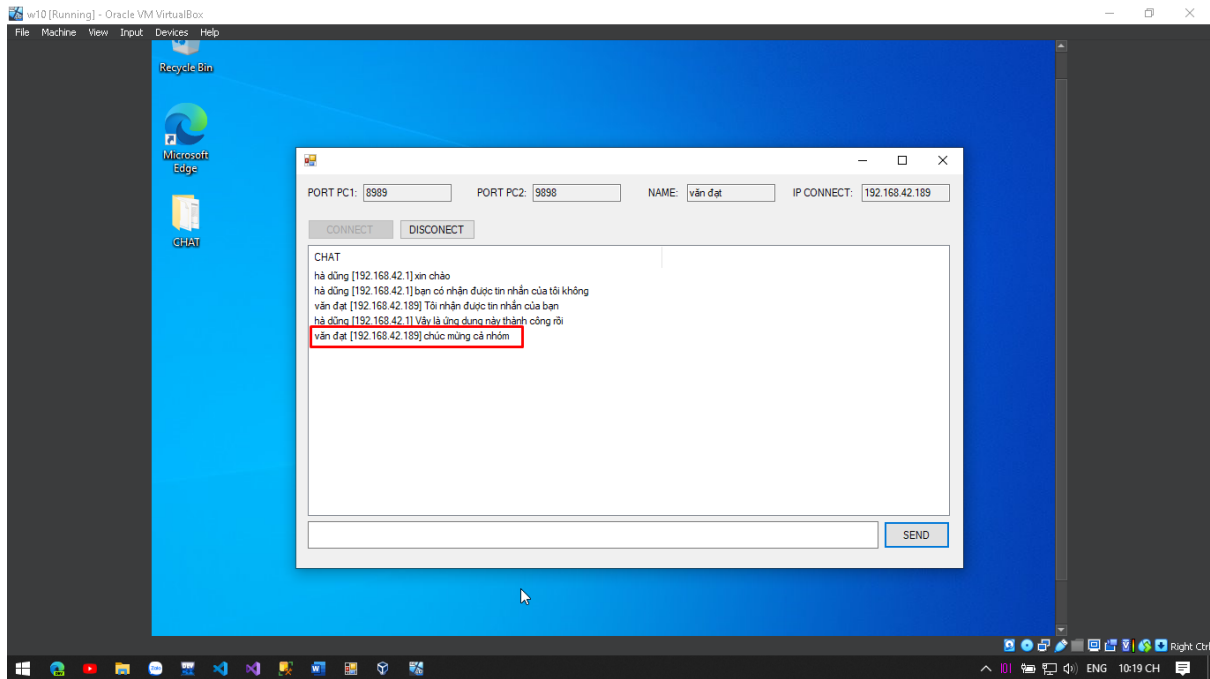 w10 [Running] - Oracle VM VirtualBox
File Machine View Input Devices Help
Recycle Bin
Microsoft
Edge
CHAT
PORT PC1: 8989 PORT PC2: 9898 NAME: văn đạt IP CONNECT: 192.168.42.189
CONNECT DISCONECT
CHAT
hà dũng [192.168.42.1] xin chào
hà dũng [192.168.42.1] bạn có nhận được tin nhắn của tôi không
văn đạt [192.168.42.189] Tôi nhận được tin nhắn của bạn
hà dũng [192.168.42.1] Vậy là ứng dụng này thành công rồi
văn đạt [192.168.42.189] chúc mừng cả nhóm
SEND
Right Ctrl
ENG 10:19 CH